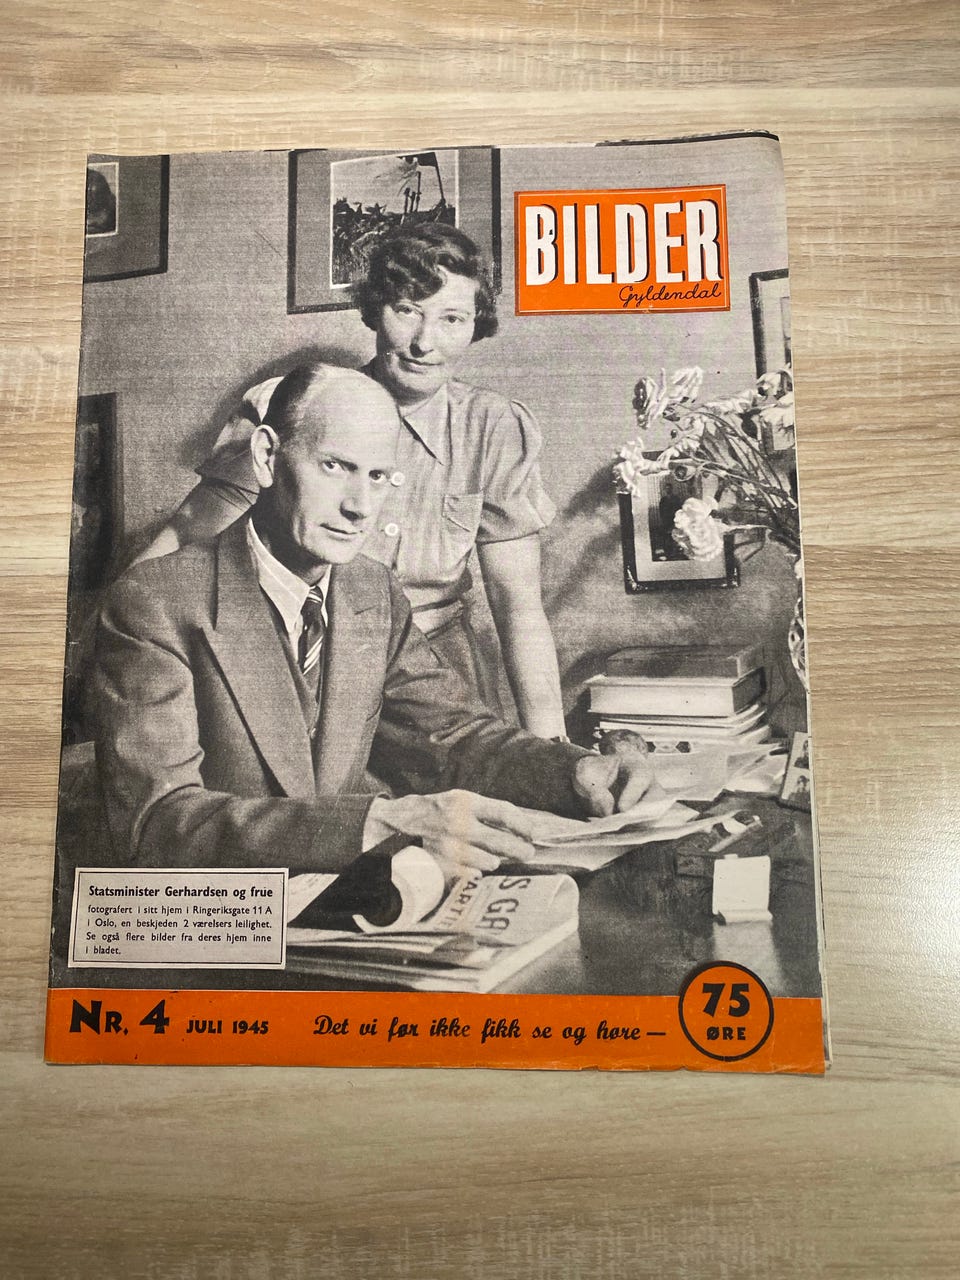 BILDER
Gyldendal
S GA
PARTIE
Statsminister Gerhardsen og frue
fotografert i sitt hjem i Ringeriksgate 11 A
i Oslo, en beskjeden 2 værelsers leilighet.
Se også flere bilder fra deres hjem inne
i bladet.
NR. 4 JULI 1945 Det vi før ikke fikk se og høre —
75
ØRE